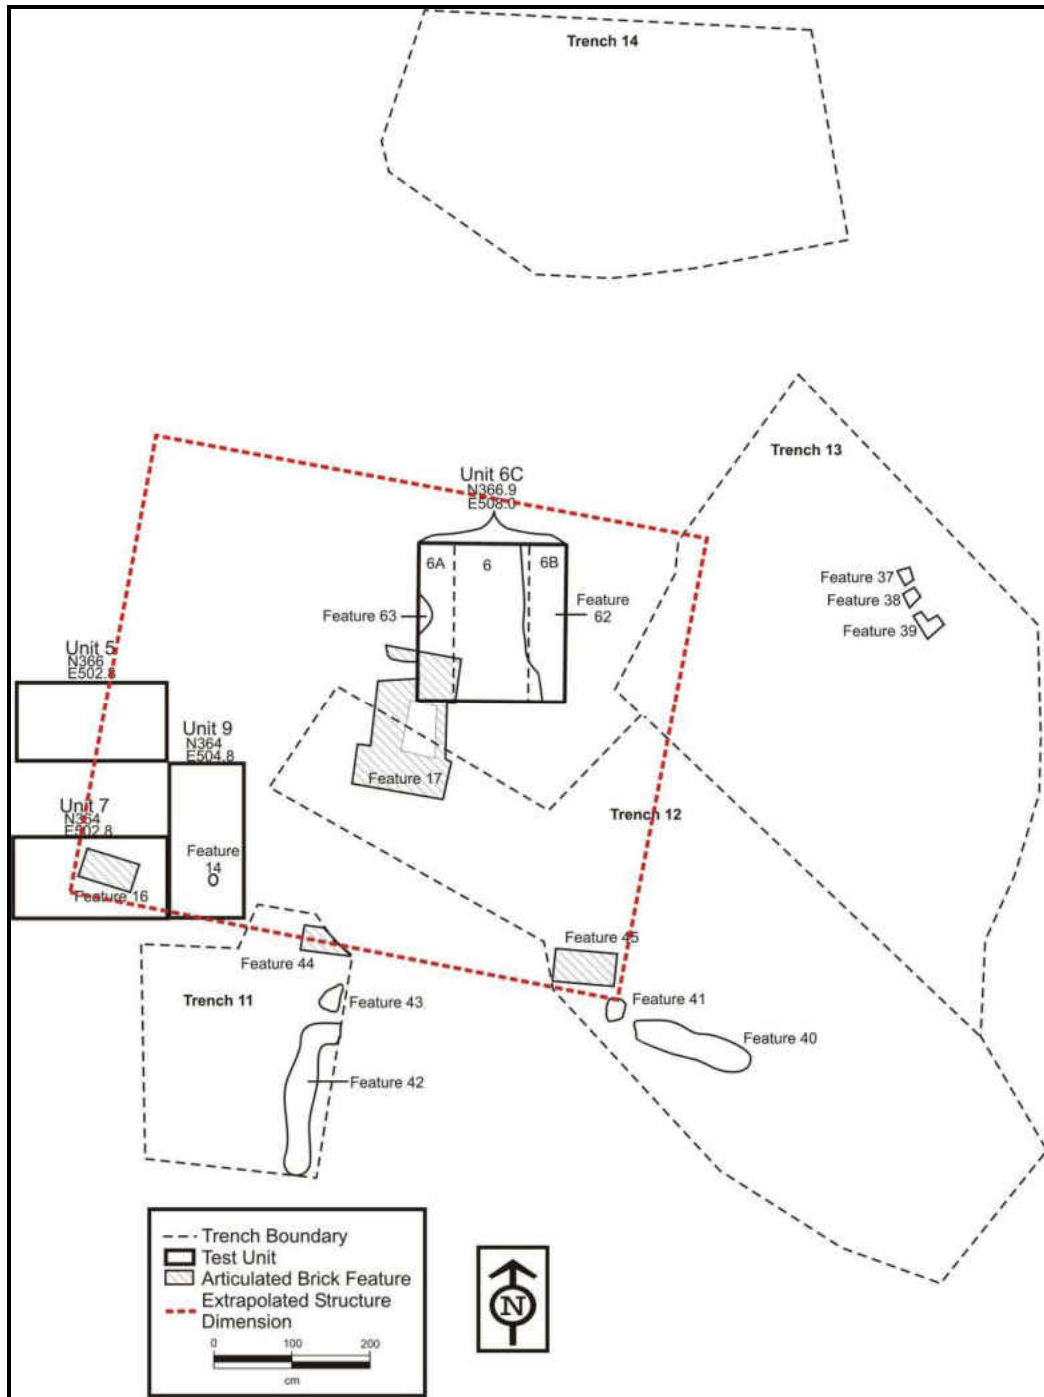 Trench 14
Trench 13
Unit 6C
N366.9
E508.0
6A
6
6B
Feature 37
Feature 38
Feature 39
Feature 63
Feature
62
Unit 5
N366
E502.8
Unit 9
N364
E504.8
Feature 17
Unit 7
N364
E502.8
Trench 12
Feature
14
Feature 16
Feature 45
Feature 44
Trench 11
Feature 43
Feature 41
Feature 40
Feature 42
Trench Boundary
Test Unit
Articulated Brick Feature
Extrapolated Structure
Dimension
0 100 200
cm
N